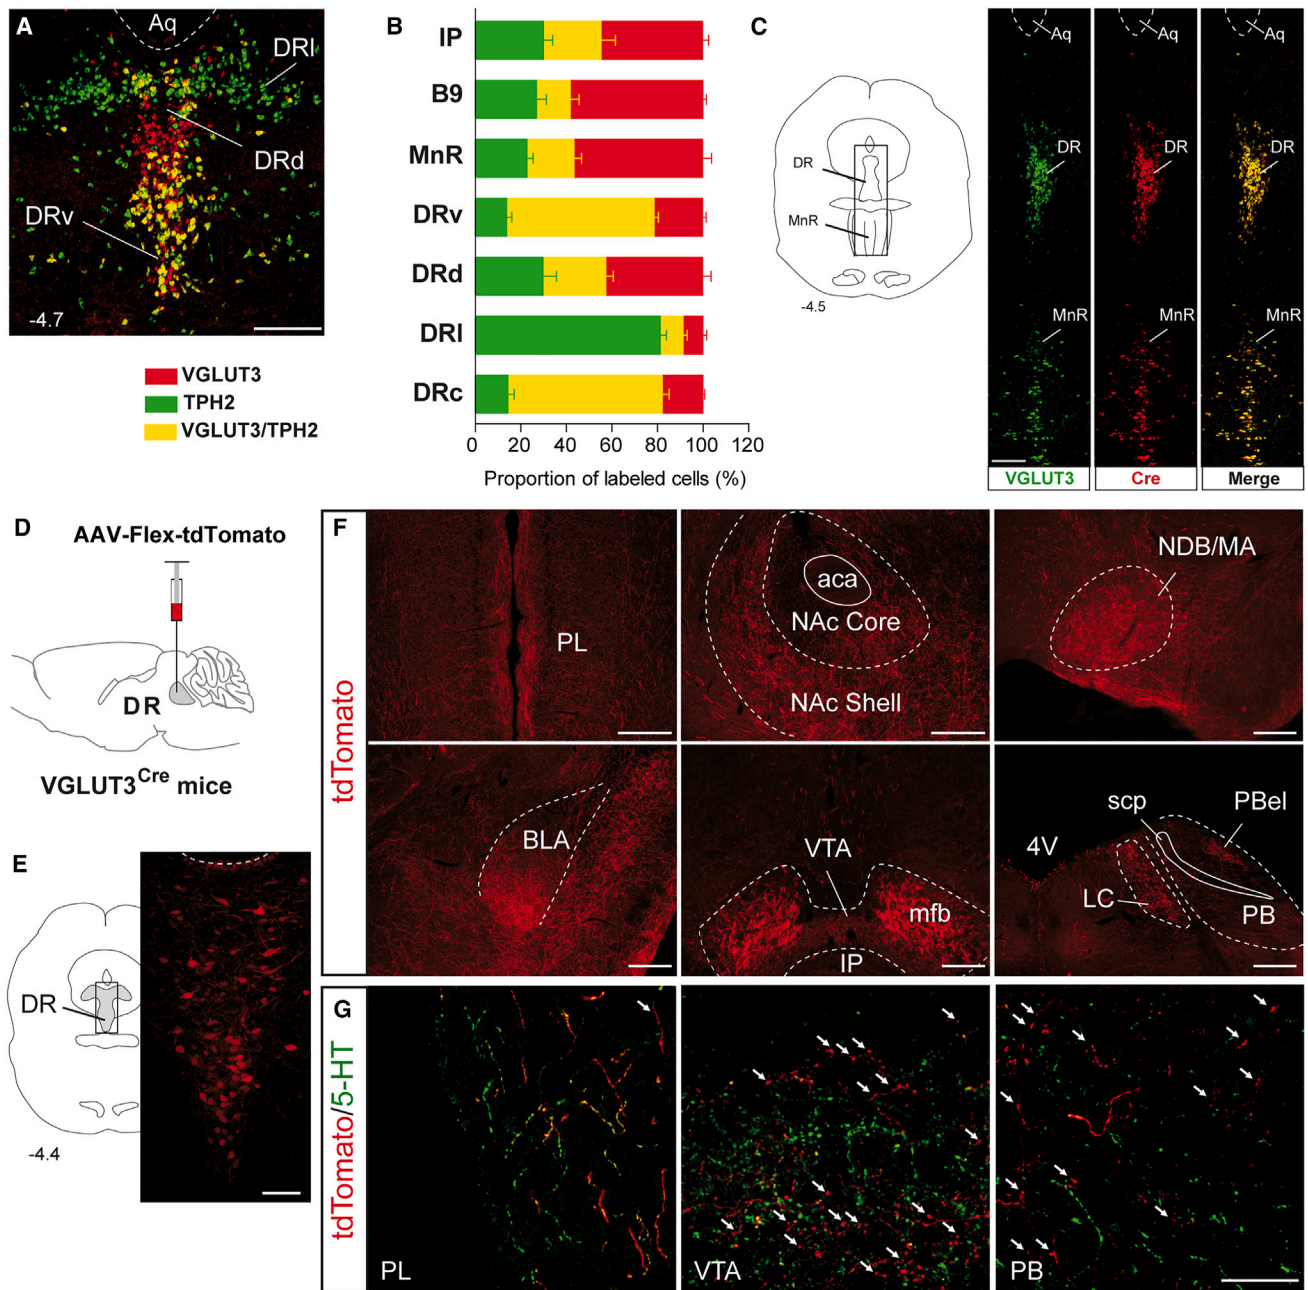 A
Aq
DRl
DRd
DRv
-4.7
VGLUT3
TPH2
VGLUT3/TPH2
B
IP
B9
MnR
DRv
DRd
DRl
DRc
0 20 40 60 80 100 120
Proportion of labeled cells (%)
C
DR
MnR
-4.5
Aq Aq Aq
DR DR DR
MnR MnR MnR
VGLUT3 Cre Merge
D
AAV-Flex-tdTomato
DR
VGLUT3Cre mice
E
DR
-4.4
F
tdTomato
PL
aca
NAc Core
NAc Shell
NDB/MA
BLA
VTA
mfb
IP
scp
PBel
4V
LC
PB
G
tdTomato/5-HT
PL
VTA
PB